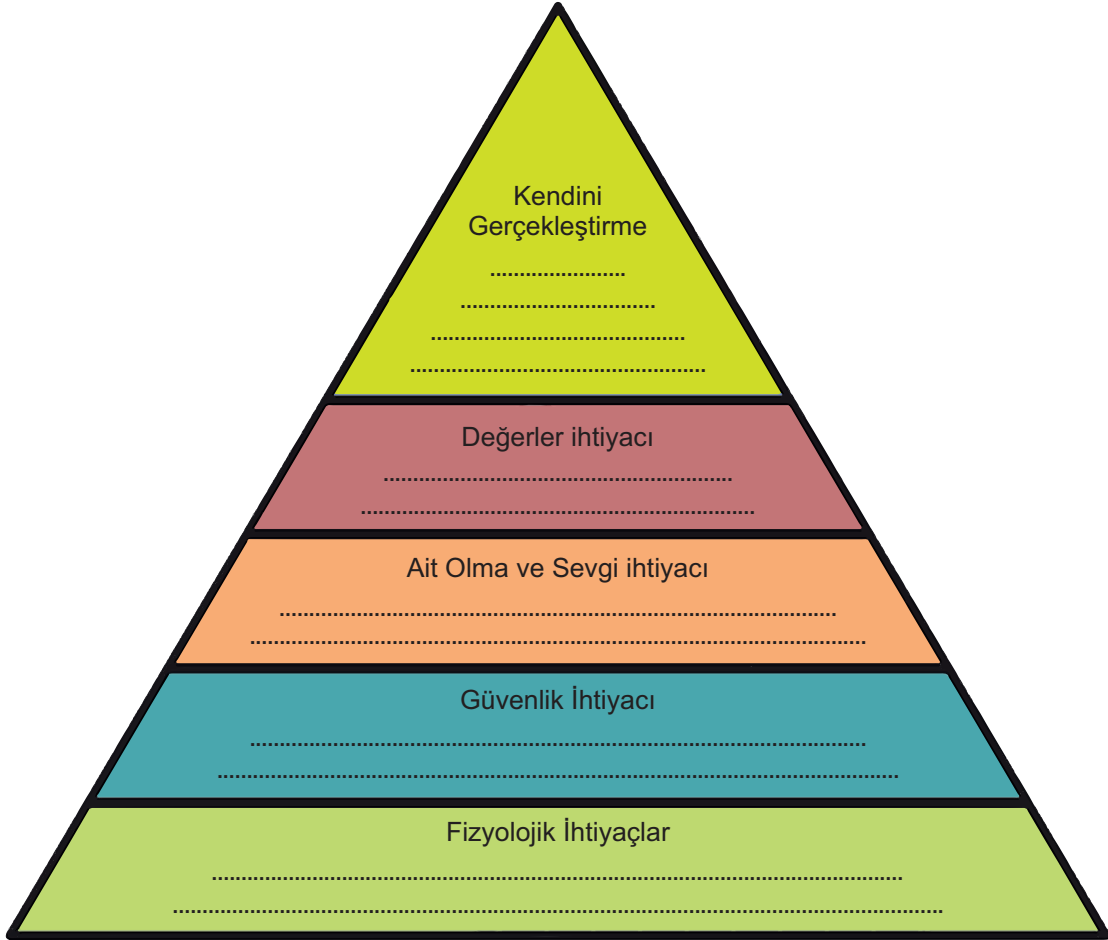 Kendini
Gerçekleştirme
.......................
.................................
...........................................
..................................................
Değerler ihtiyacı
...........................................................
...................................................................
Ait Olma ve Sevgi ihtiyacı
..............................................................................................
........................................................................................................
Güvenlik İhtiyacı
........................................................................................................
...................................................................................................................
Fizyolojik İhtiyaçlar
.....................................................................................................................
..................................................................................................................................